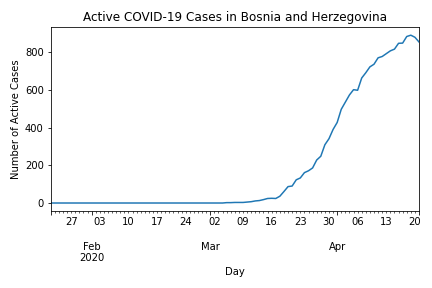 Active COVID-19 Cases in Bosnia and Herzegovina
Number of Active Cases
800
600
400
200
0
27 03 10 17 24 02 09 16 23 30 06 13 20
Feb Mar Apr
2020
Day